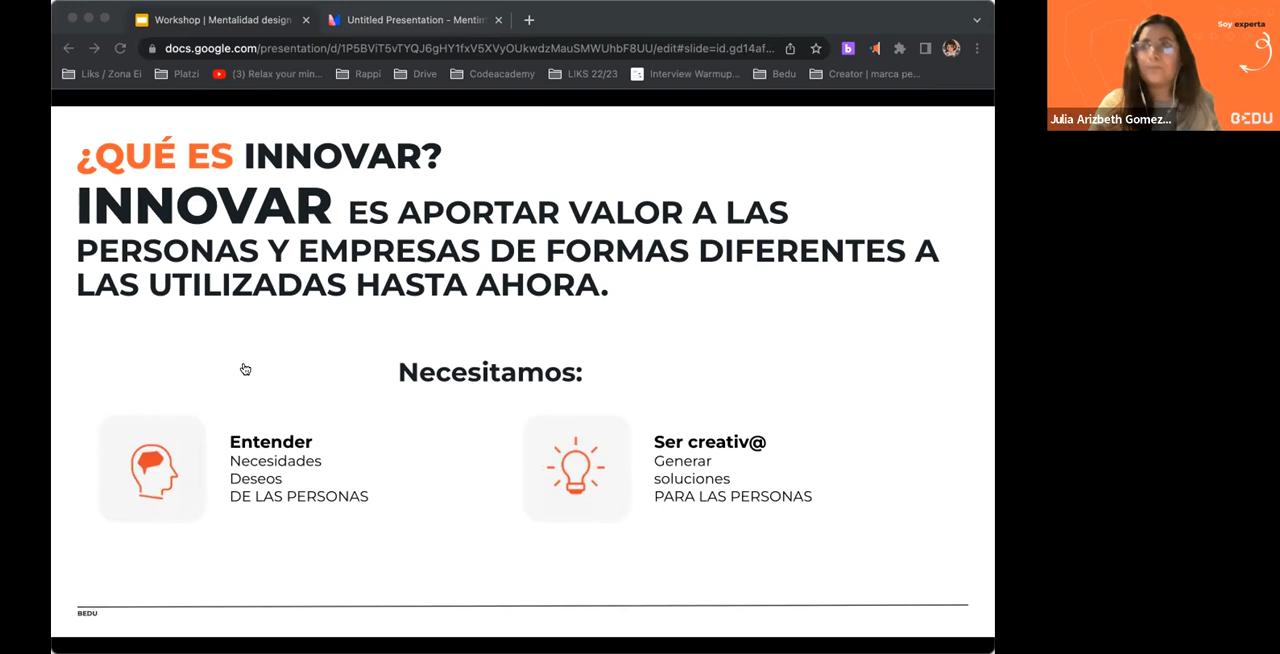 Workshop | Mentalidad design
Untitled Presentation - Mentim
docs.google.com/presentation/d/1P5BViT5vTYQJ6gHY1fxV5XVyOUkwdzMauSMWUhbF8UU/edit#slide=id.gd14af...
Liks / Zona Ei
Platzi
(3) Relax your min...
Rappi
Drive
Codeacademy
LIKS 22/23
Interview Warmup...
Bedu
Creator | marca pe...
Soy experta
Julia Arizbeth Gomez...
BEDU
¿QUÉ ES INNOVAR?
INNOVAR ES APORTAR VALOR A LAS
PERSONAS Y EMPRESAS DE FORMAS DIFERENTES A
LAS UTILIZADAS HASTA AHORA.
Necesitamos:
Entender
Necesidades
Deseos
DE LAS PERSONAS
Ser creativ@
Generar
soluciones
PARA LAS PERSONAS
BEDU